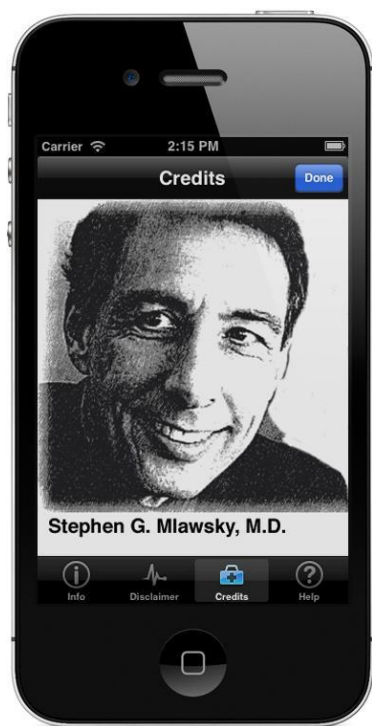 Carrier 2:15 PM
Credits Done
Stephen G. Mlawsky, M.D.
Info Disclaimer Credits Help